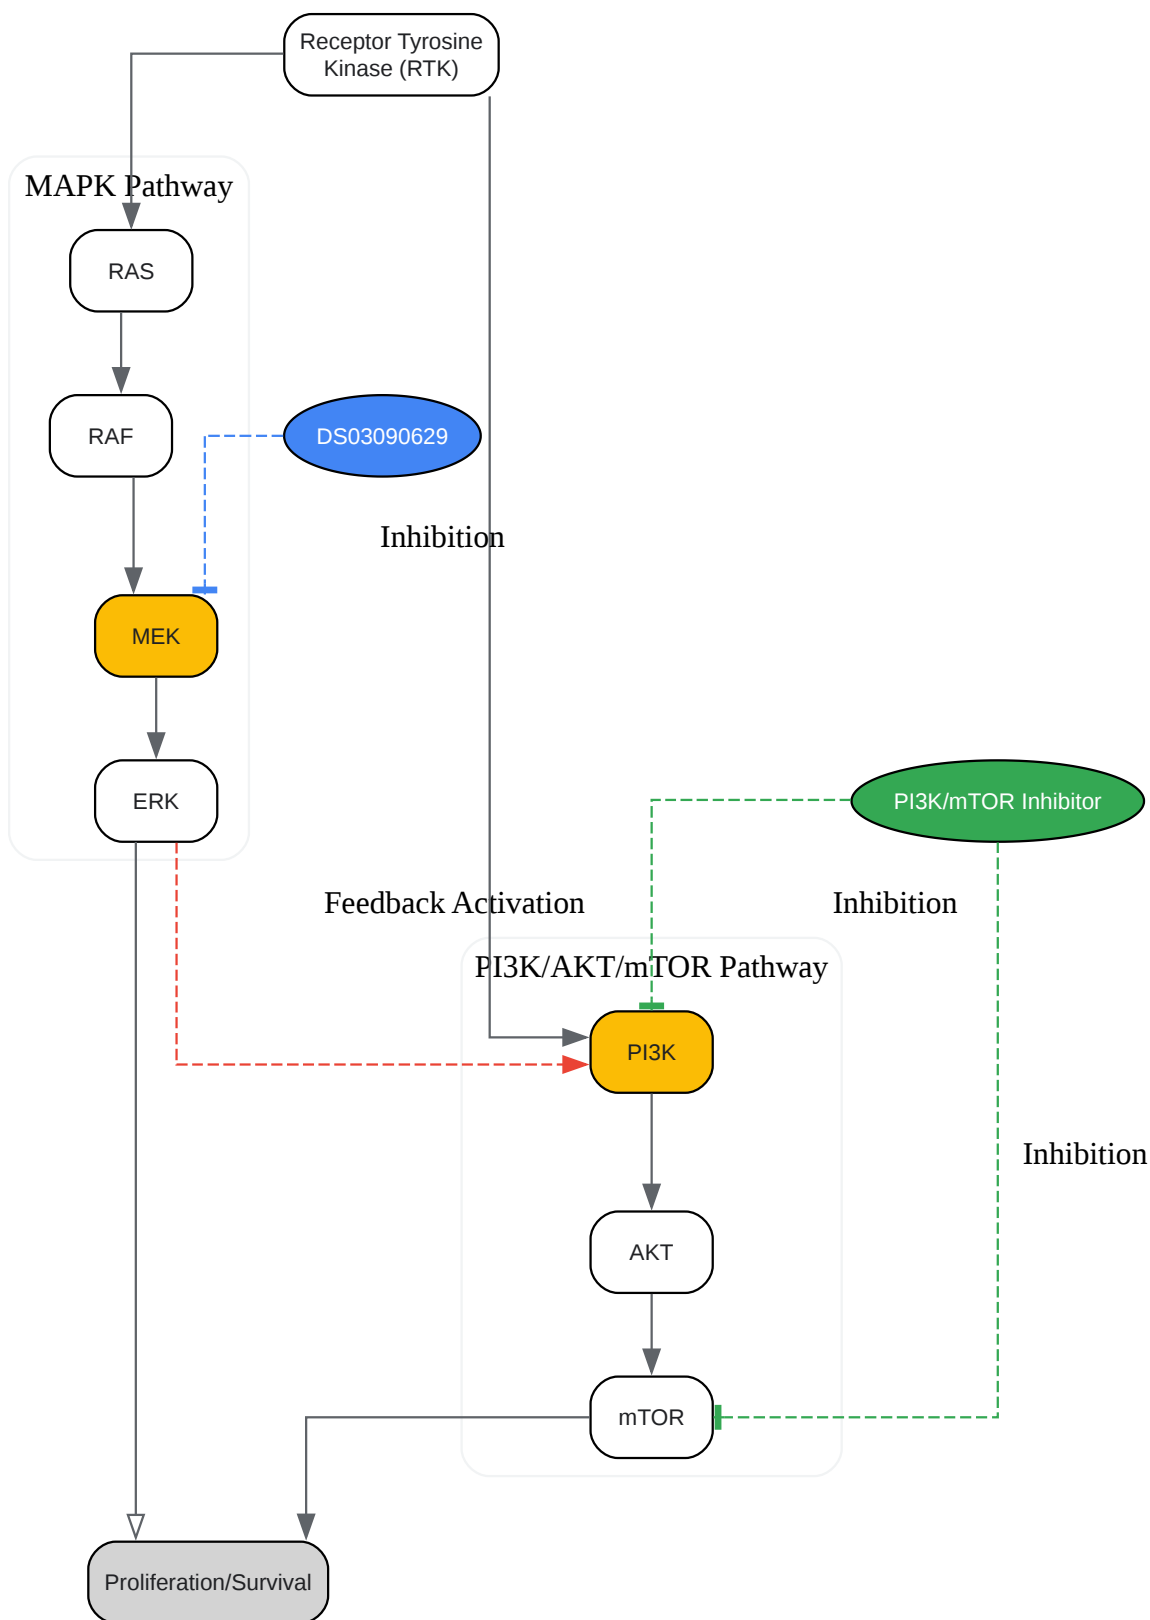 Receptor Tyrosine
Kinase (RTK)
MAPK Pathway
RAS
RAF
DS03090629
Inhibition
MEK
ERK
PI3K/mTOR Inhibitor
Feedback Activation
Inhibition
PI3K/AKT/mTOR Pathway
PI3K
Inhibition
AKT
mTOR
Proliferation/Survival